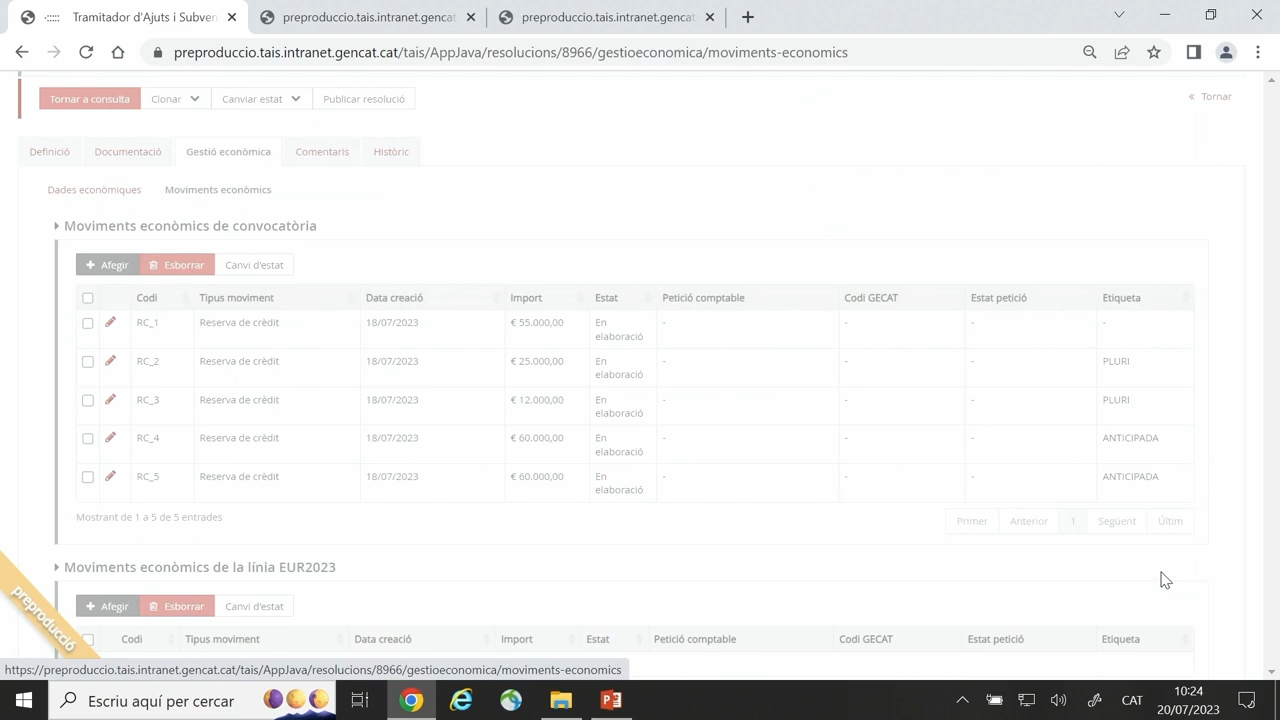 Tramitador d'Ajuts i Subven
preproduccio.tais.intranet.gencat
preproduccio.tais.intranet.gencat
preproduccio.tais.intranet.gencat.cat/tais/AppJava/resolucions/8966/gestioeconomica/moviments-economics
Tornar a consulta Clonar Canviar estat Publicar resolució « Tornar
Definició Documentació Gestió econòmica Comentaris Històric
Dades econòmiques Moviments econòmics
Moviments econòmics de convocatòria
+ Afegir Esborrar Canvi d'estat
Codi Tipus moviment Data creació Import Estat Petició comptable Codi GECAT Estat petició Etiqueta
RC_1 Reserva de crèdit 18/07/2023 € 55.000,00 En elaboració - - - -
RC_2 Reserva de crèdit 18/07/2023 € 25.000,00 En elaboració - - - PLURI
RC_3 Reserva de crèdit 18/07/2023 € 12.000,00 En elaboració - - - PLURI
RC_4 Reserva de crèdit 18/07/2023 € 60.000,00 En elaboració - - - ANTICIPADA
RC_5 Reserva de crèdit 18/07/2023 € 60.000,00 En elaboració - - - ANTICIPADA
Mostrant de 1 a 5 de 5 entrades
Primer Anterior 1 Següent Últim
Moviments econòmics de la línia EUR2023
+ Afegir Esborrar Canvi d'estat
Codi Tipus moviment Data creació Import Estat Petició comptable Codi GECAT Estat petició Etiqueta
preproducció
https://preproduccio.tais.intranet.gencat.cat/tais/AppJava/resolucions/8966/gestioeconomica/moviments-economics
Escriu aquí per cercar
CAT
10:24
20/07/2023